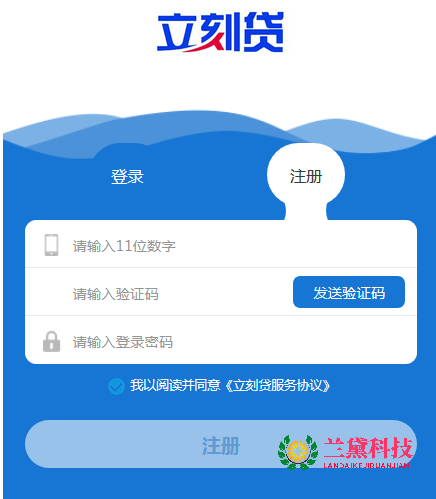 立刻贷
登录
注册
请输入11位数字
请输入验证码
发送验证码
请输入登录密码
我以阅读并同意《立刻贷服务协议》
注册
兰黛科技
LANDAIKEJIRUANJIAN